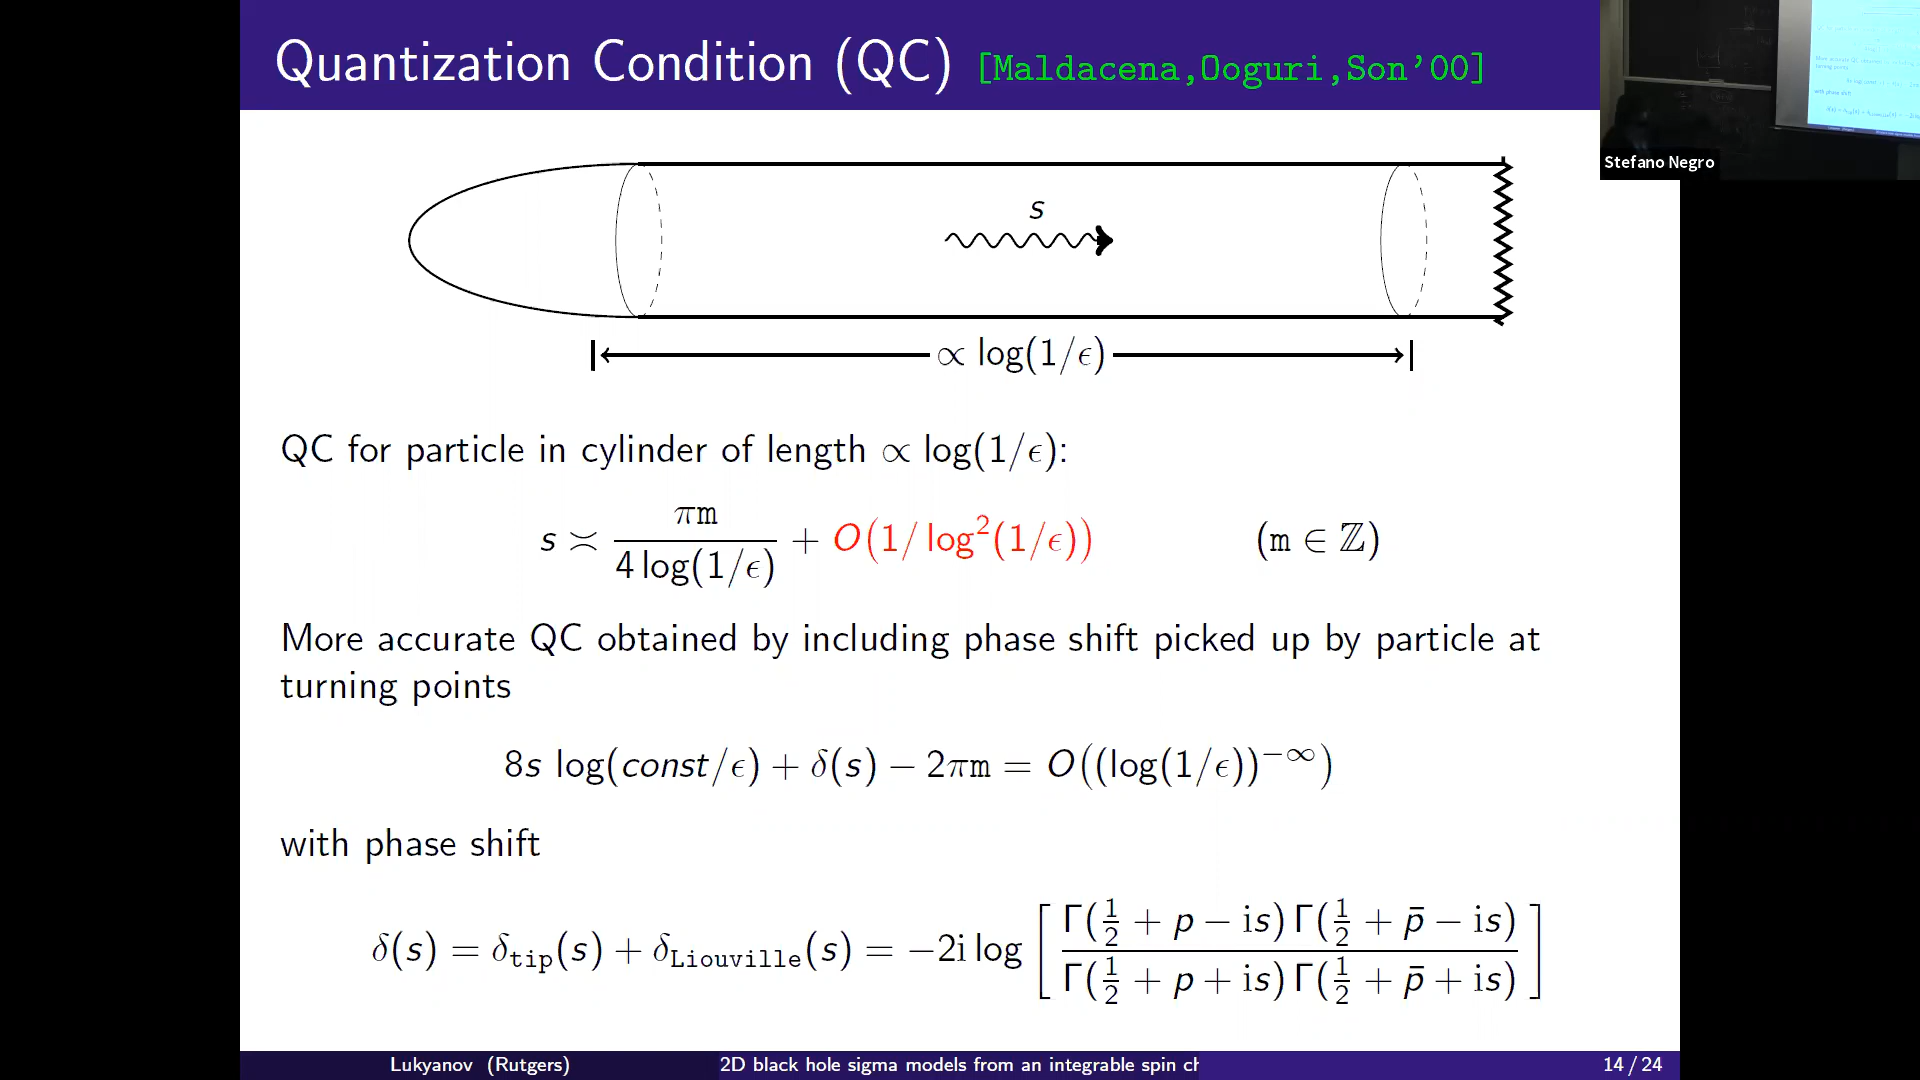 Quantization Condition (QC) [Maldacena,Ooguri,Son'00]
Stefano Negro
s
∝ log(1/ϵ)
QC for particle in cylinder of length ∝ log(1/ϵ):
s ≍ πm / 4 log(1/ϵ) + O(1/ log²(1/ϵ)) (m ∈ ℤ)
More accurate QC obtained by including phase shift picked up by particle at
turning points
8s log(const/ϵ) + δ(s) − 2πm = O((log(1/ϵ))^−∞)
with phase shift
δ(s) = δ_tip(s) + δ_Liouville(s) = −2i log [ Γ(1/2 + p − is) Γ(1/2 + p̄ − is) / Γ(1/2 + p + is) Γ(1/2 + p̄ + is) ]
Lukyanov (Rutgers) 2D black hole sigma models from an integrable spin ch 14 / 24